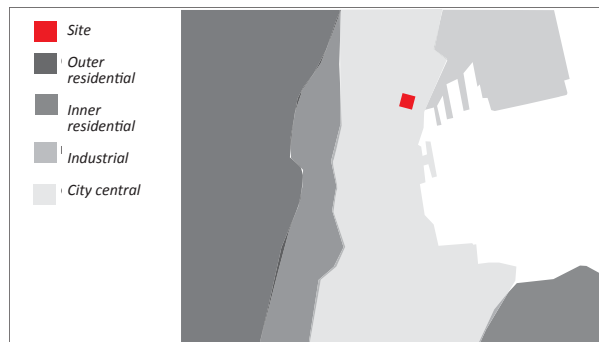 Site
Outer
residential
Inner
residential
Industrial
City central